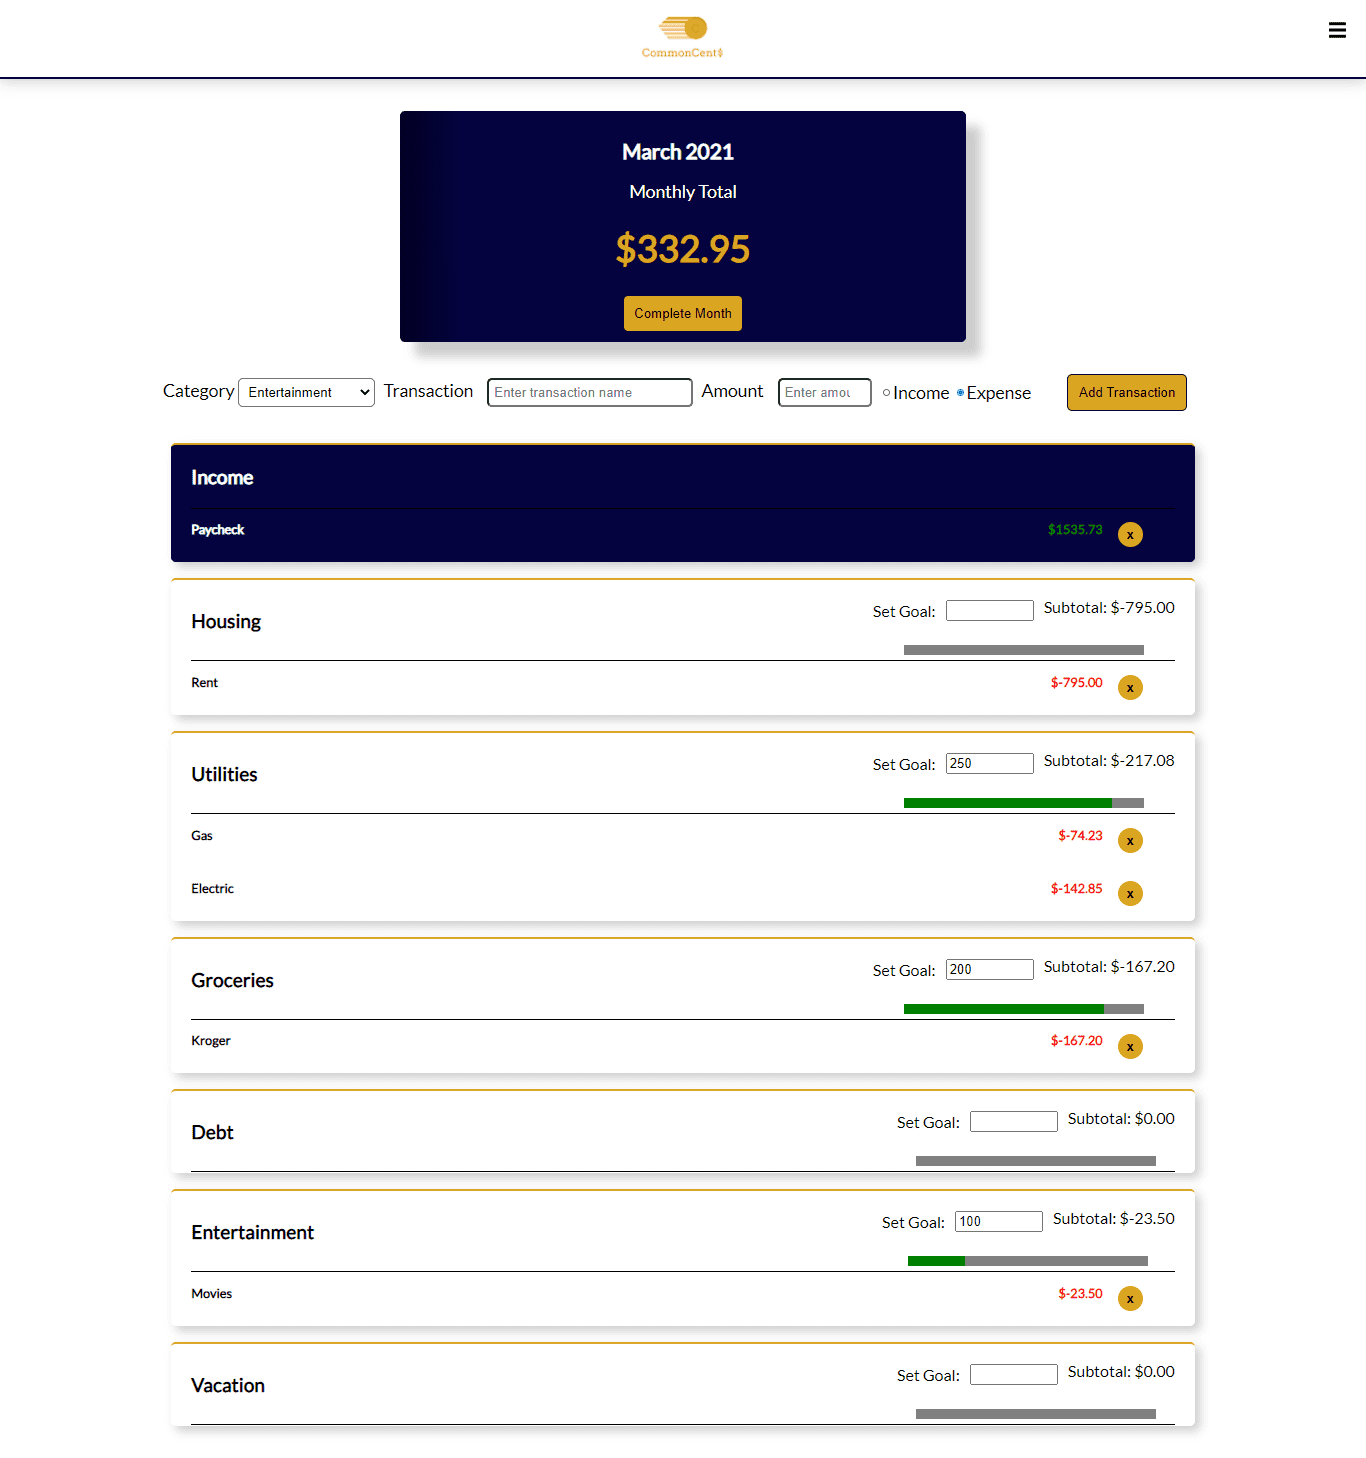 CommonCent$
March 2021
Monthly Total
$332.95
Complete Month
Category Entertainment Transaction Enter transaction name Amount Enter amou Income Expense Add Transaction
Income
Paycheck $1535.73 x
Housing Set Goal: Subtotal: $-795.00
Rent $-795.00 x
Utilities Set Goal: 250 Subtotal: $-217.08
Gas $-74.23 x
Electric $-142.85 x
Groceries Set Goal: 200 Subtotal: $-167.20
Kroger $-167.20 x
Debt Set Goal: Subtotal: $0.00
Entertainment Set Goal: 100 Subtotal: $-23.50
Movies $-23.50 x
Vacation Set Goal: Subtotal: $0.00